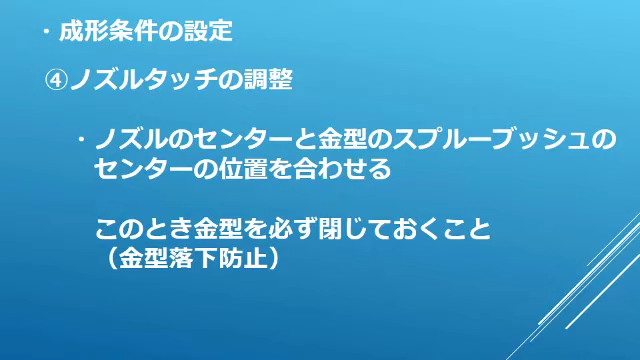 ・成形条件の設定
④ノズルタッチの調整
・ノズルのセンターと金型のスプルーブッシュの
センターの位置を合わせる
このとき金型を必ず閉じておくこと
（金型落下防止）